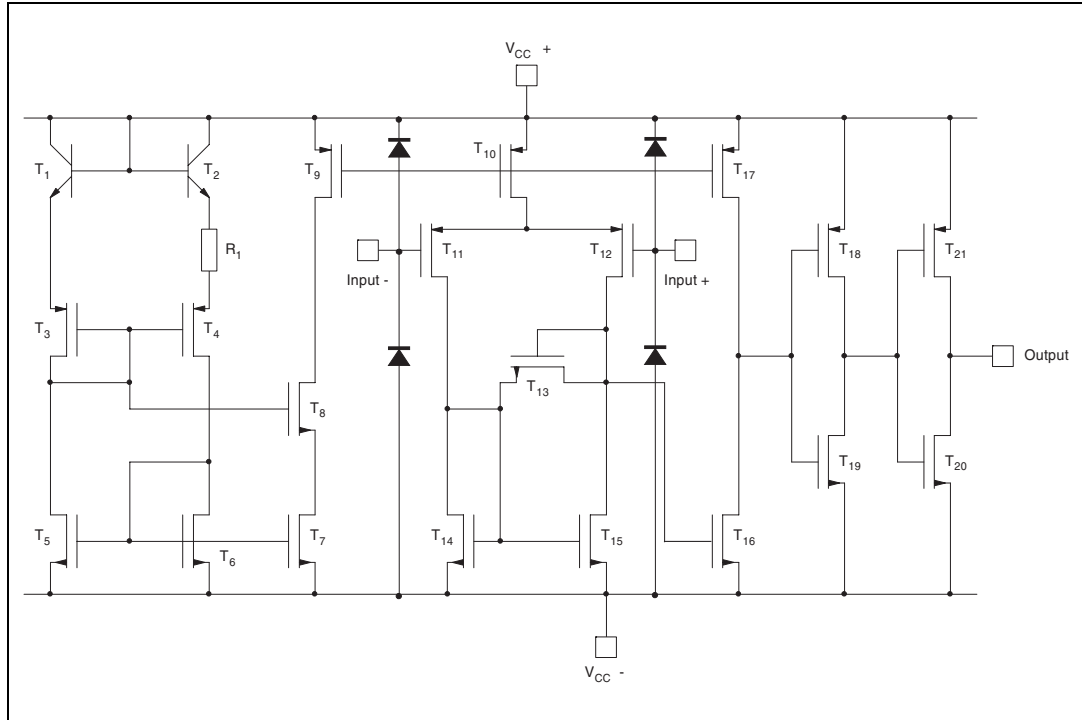 VCC +
T1
T2
T9
T10
T17
R1
T11
T12
T18
T21
Input -
Input +
T3
T4
Output
T13
T8
T19
T20
T5
T6
T7
T14
T15
T16
VCC -